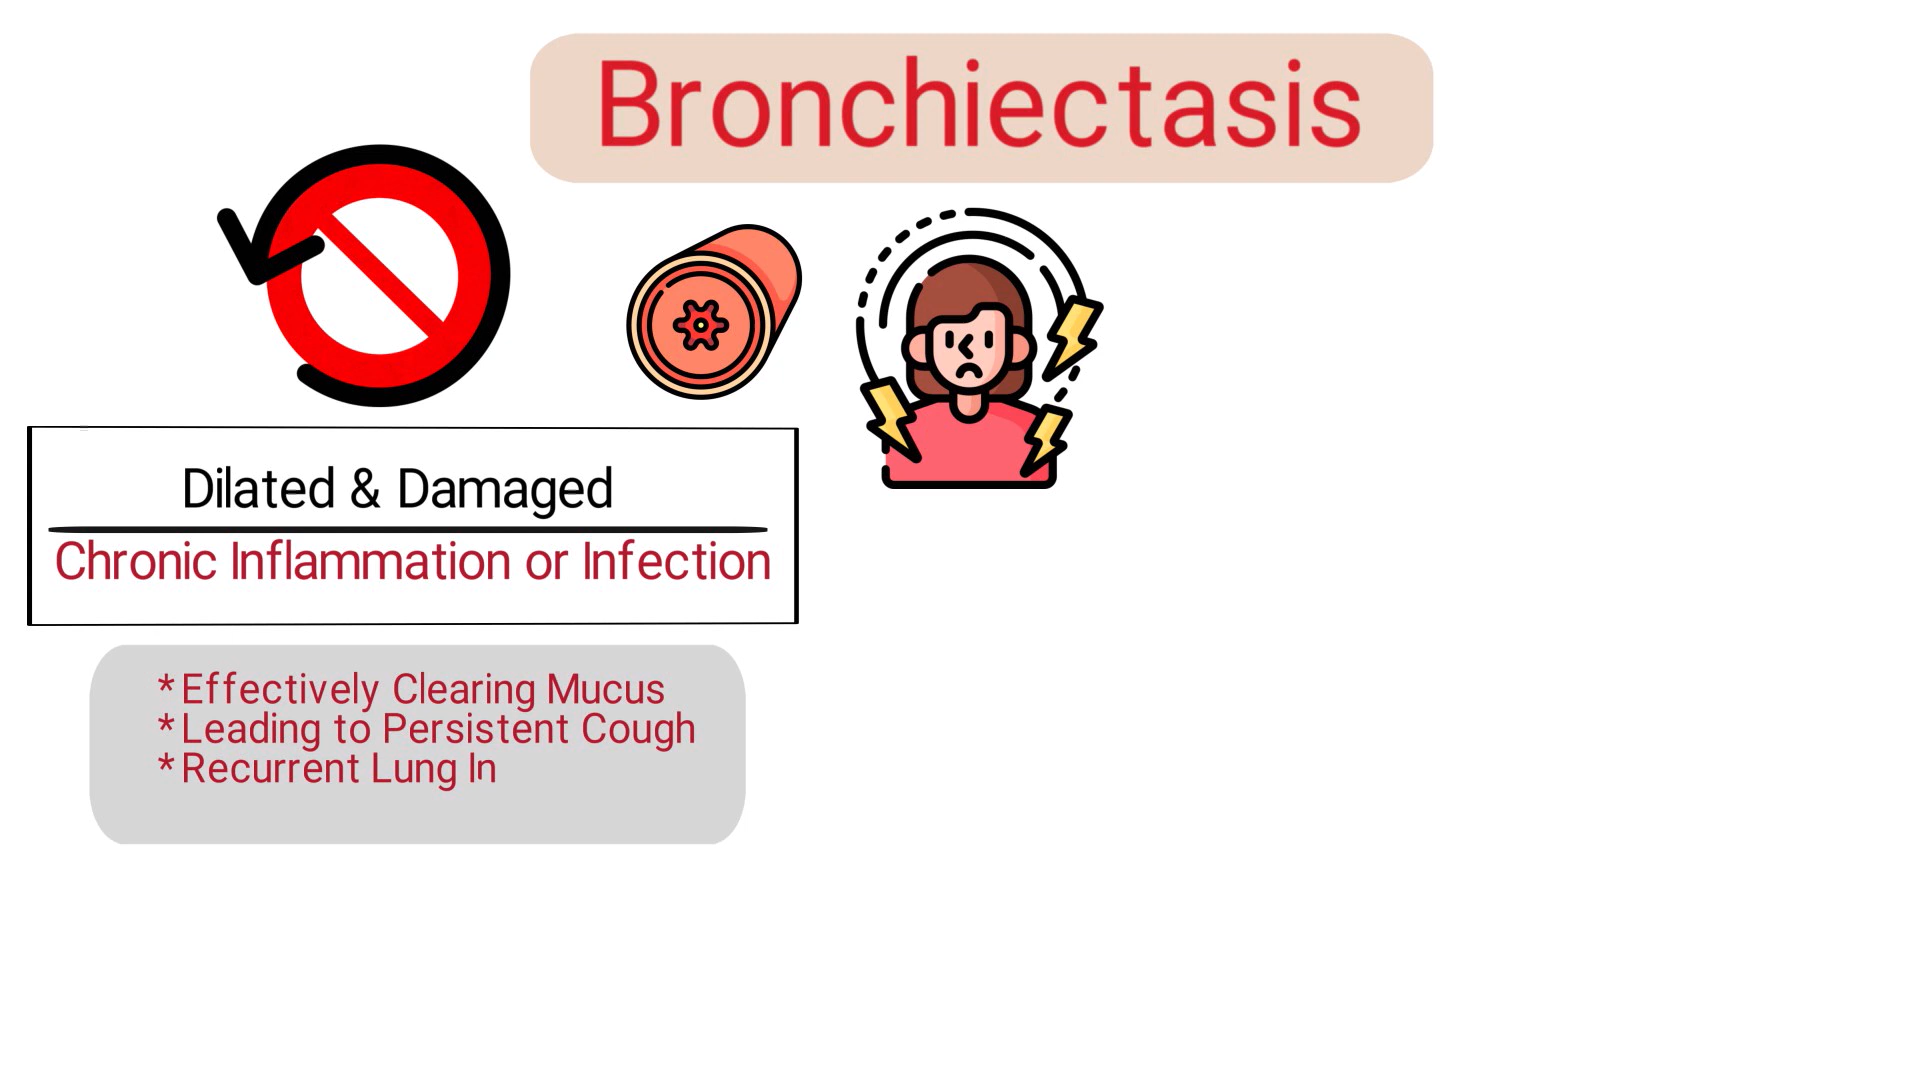 Bronchiectasis
Dilated & Damaged
Chronic Inflammation or Infection
*Effectively Clearing Mucus
*Leading to Persistent Cough
*Recurrent Lung In